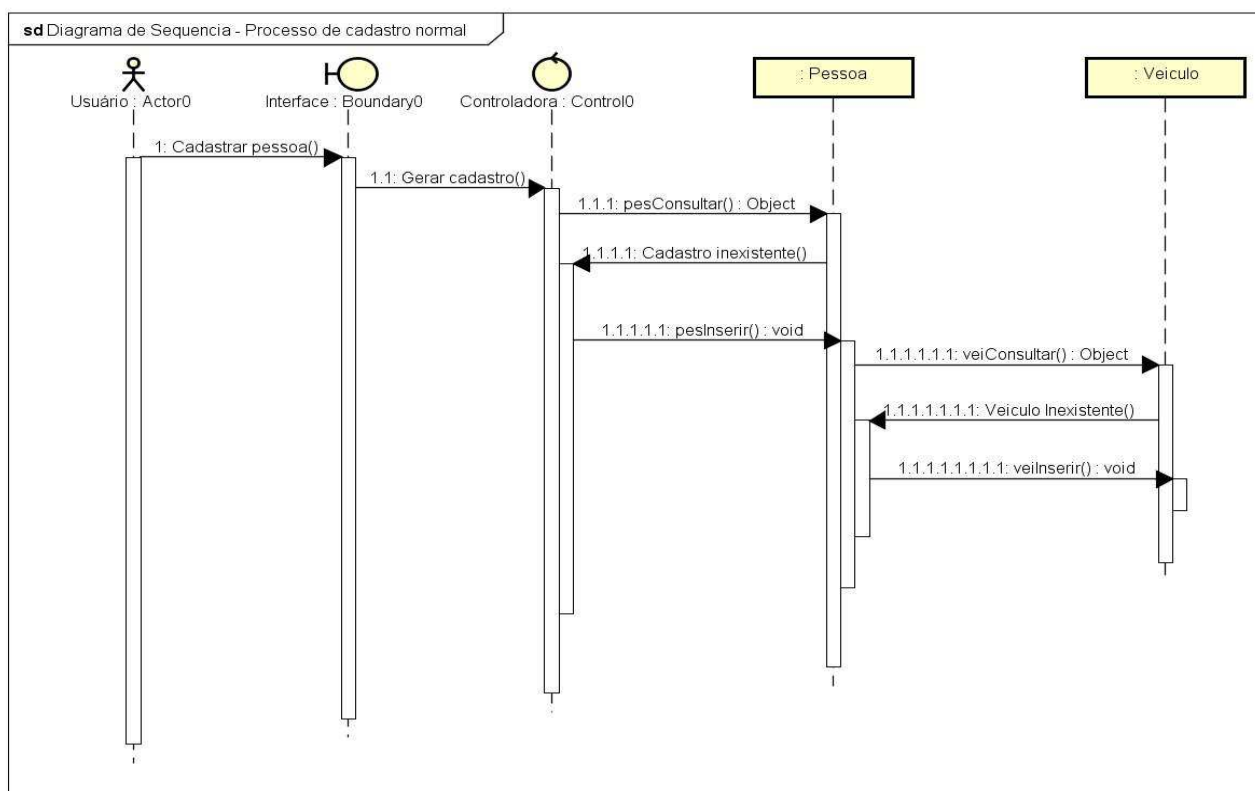 sd Diagrama de Sequencia - Processo de cadastro normal
Usuário : Actor0
Interface : Boundary0
Controladora : Control0
: Pessoa
: Veiculo
1: Cadastrar pessoa()
1.1: Gerar cadastro()
1.1.1: pesConsultar() : Object
1.1.1.1: Cadastro inexistente()
1.1.1.1.1: pesInserir() : void
1.1.1.1.1.1: veiConsultar() : Object
1.1.1.1.1.1.1: Veiculo Inexistente()
1.1.1.1.1.1.1.1: veiInserir() : void